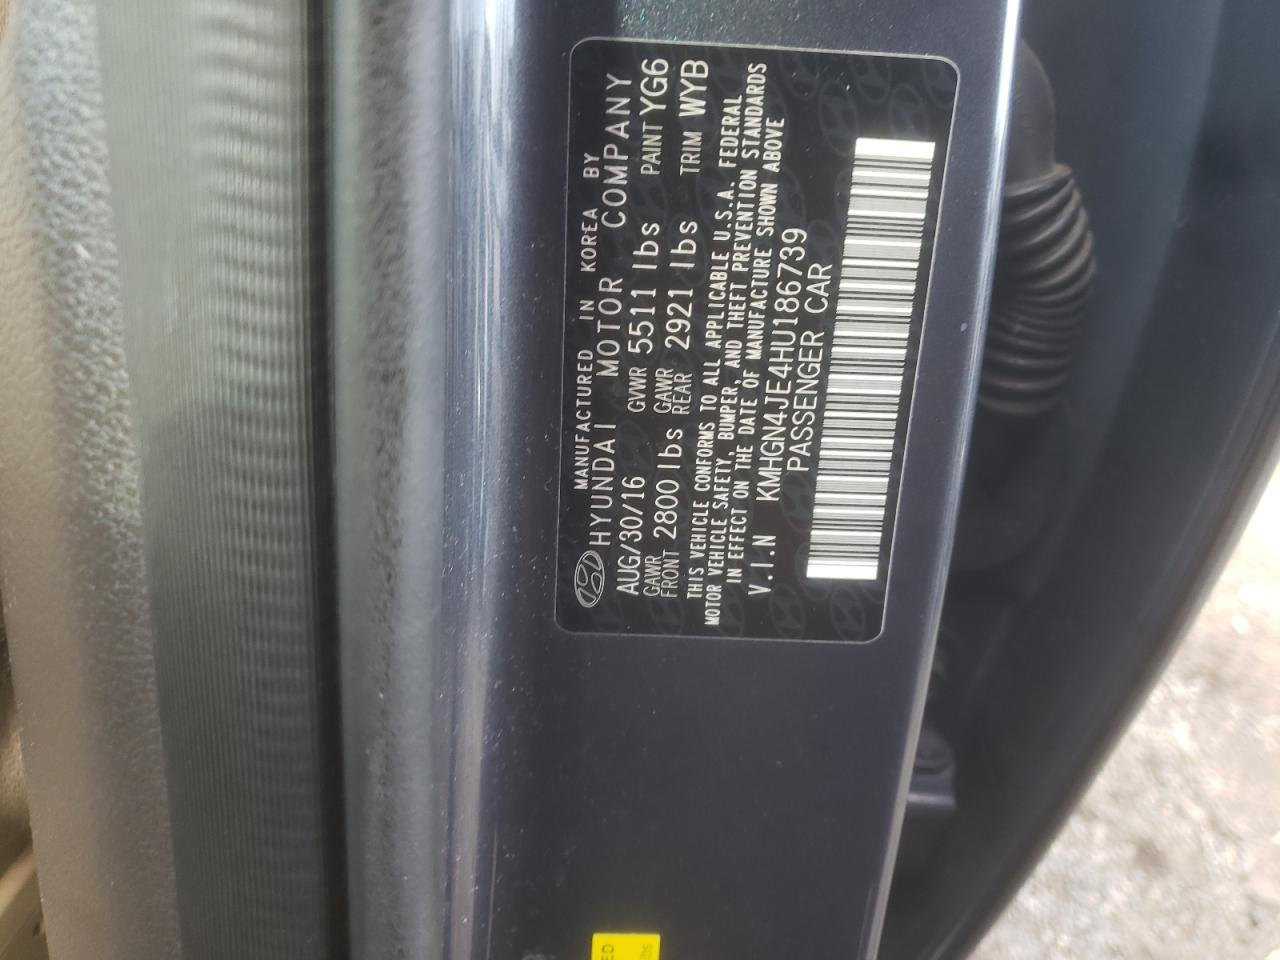 MANUFACTURED IN KOREA BY
HYUNDAI MOTOR COMPANY
AUG/30/16 GVWR 5511 lbs PAINT YG6
GAWR FRONT 2800 lbs GAWR REAR 2921 lbs TRIM WYB
THIS VEHICLE CONFORMS TO ALL APPLICABLE U.S.A. FEDERAL
MOTOR VEHICLE SAFETY, BUMPER, AND THEFT PREVENTION STANDARDS
IN EFFECT ON THE DATE OF MANUFACTURE SHOWN ABOVE
V.I.N KMHGN4JE4HU186739
PASSENGER CAR
ED
lbs